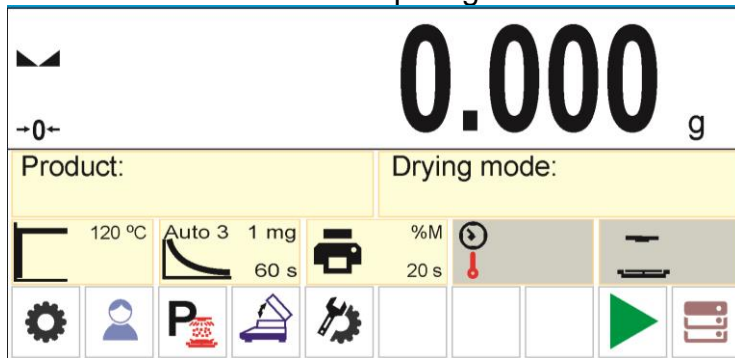 0.000 g
→0←
Product:
Drying mode:
120 ºC
Auto 3 1 mg
60 s
%M
20 s
P